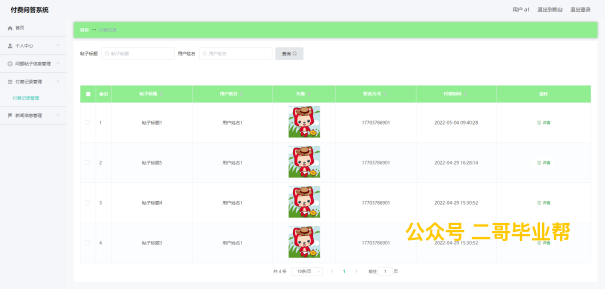 付费问答系统
用户 a1 退出到前台 退出登录
首页
个人中心
问题帖子信息管理
付费记录管理
付费记录管理
新闻信息管理
首页 付费记录
帖子标题 帖子标题 用户姓名 用户姓名 查询
索引 帖子标题 用户姓名 头像 联系方式 付费时间 操作
1 帖子标题1 用户姓名1 17703786901 2022-05-04 09:40:28 详情
2 帖子标题5 用户姓名1 17703786901 2022-04-29 16:28:14 详情
3 帖子标题4 用户姓名1 17703786901 2022-04-29 15:30:52 详情
4 帖子标题3 用户姓名1 17703786901 2022-04-29 15:30:52 详情
公众号 二哥毕业帮
共 4 条 10条/页 1 前往 1 页